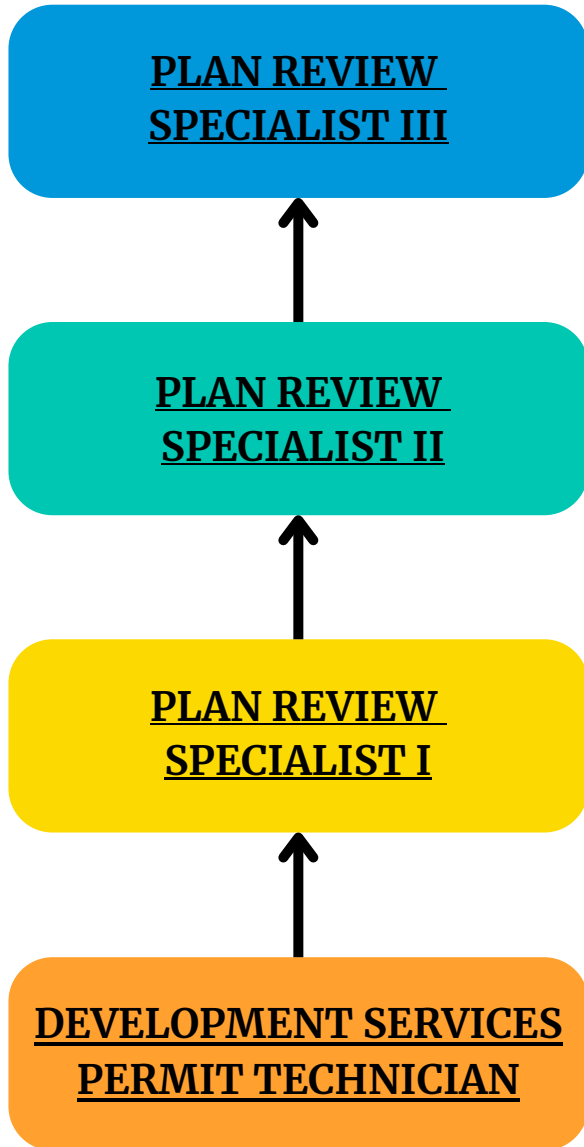 PLAN REVIEW
SPECIALIST III
PLAN REVIEW
SPECIALIST II
PLAN REVIEW
SPECIALIST I
DEVELOPMENT SERVICES
PERMIT TECHNICIAN